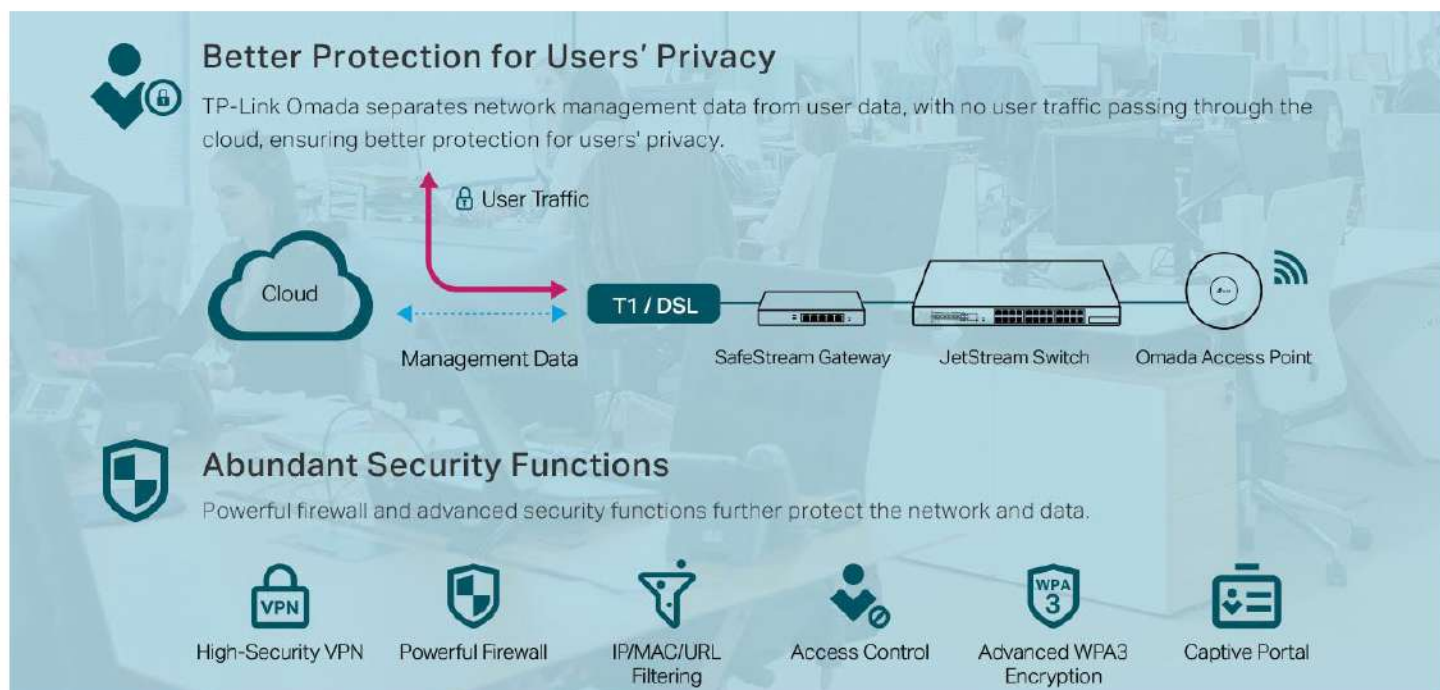 Better Protection for Users' Privacy
TP-Link Omada separates network management data from user data, with no user traffic passing through the
cloud, ensuring better protection for users' privacy.
User Traffic
Cloud
T1 / DSL
Management Data
SafeStream Gateway
JetStream Switch
Omada Access Point
Abundant Security Functions
Powerful firewall and advanced security functions further protect the network and data.
VPN
WPA
3
High-Security VPN
Powerful Firewall
IP/MAC/URL
Filtering
Access Control
Advanced WPA3
Encryption
Captive Portal